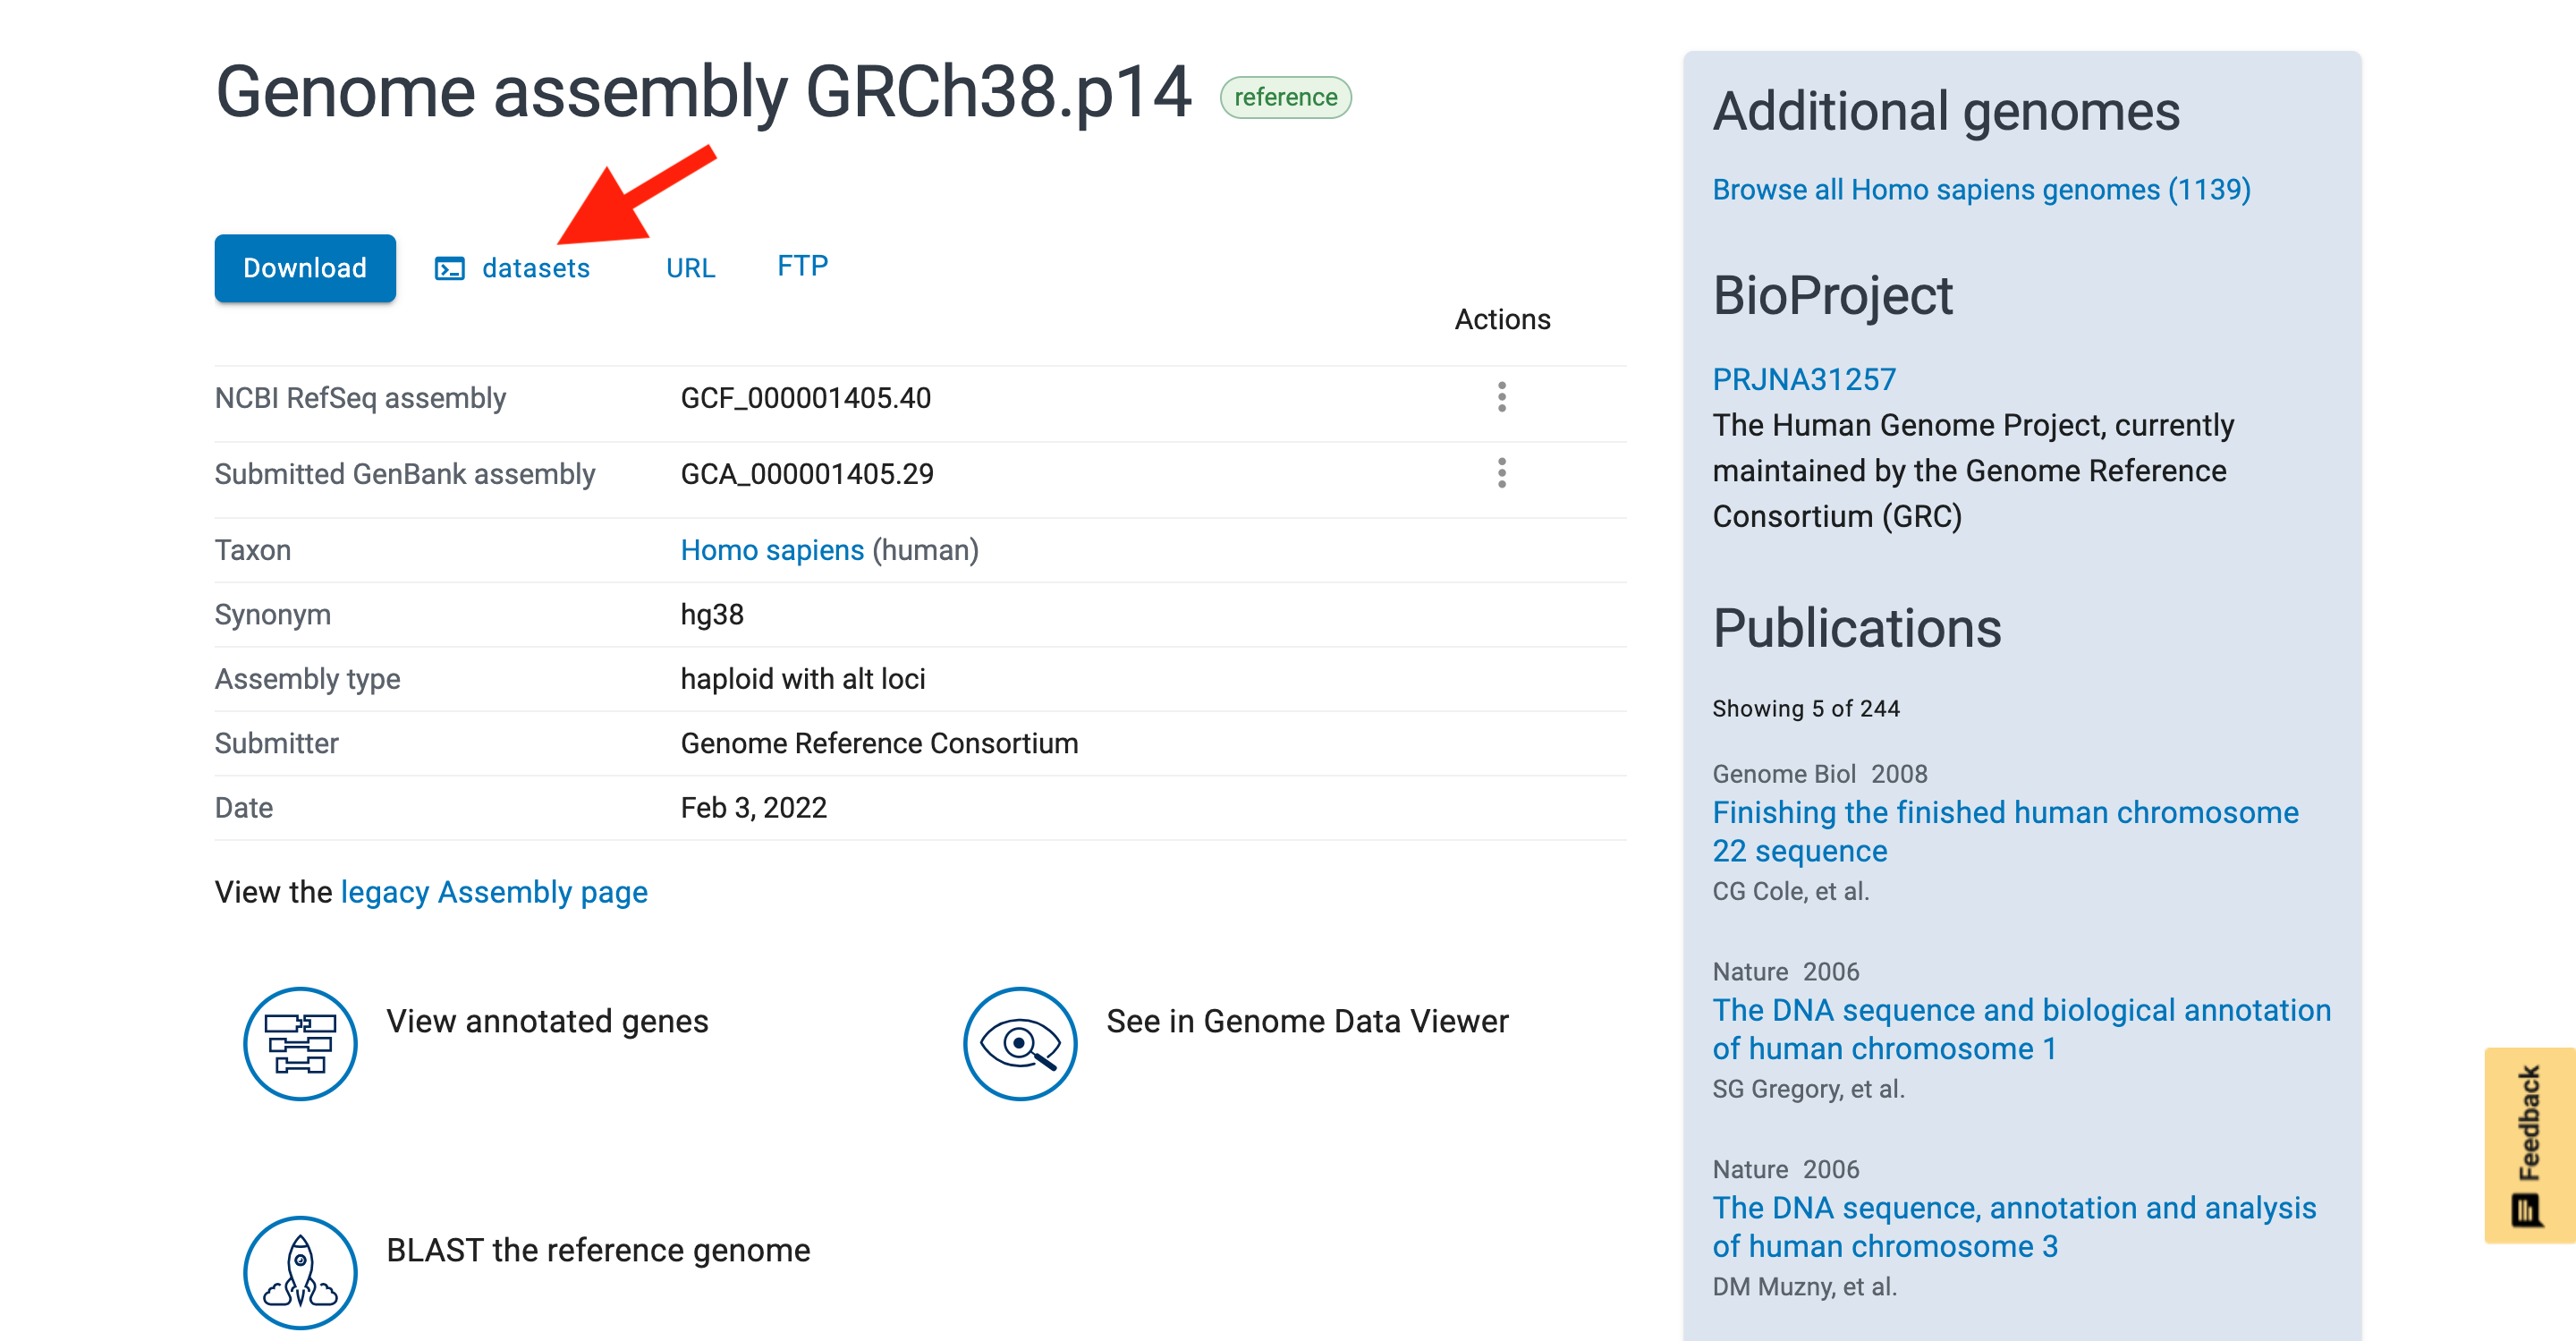 Genome assembly GRCh38.p14 reference
Download datasets URL FTP
Actions
NCBI RefSeq assembly GCF_000001405.40
Submitted GenBank assembly GCA_000001405.29
Taxon Homo sapiens (human)
Synonym hg38
Assembly type haploid with alt loci
Submitter Genome Reference Consortium
Date Feb 3, 2022
View the legacy Assembly page
View annotated genes
See in Genome Data Viewer
BLAST the reference genome
Additional genomes
Browse all Homo sapiens genomes (1139)
BioProject
PRJNA31257
The Human Genome Project, currently
maintained by the Genome Reference
Consortium (GRC)
Publications
Showing 5 of 244
Genome Biol 2008
Finishing the finished human chromosome
22 sequence
CG Cole, et al.
Nature 2006
The DNA sequence and biological annotation
of human chromosome 1
SG Gregory, et al.
Nature 2006
The DNA sequence, annotation and analysis
of human chromosome 3
DM Muzny, et al.
Feedback